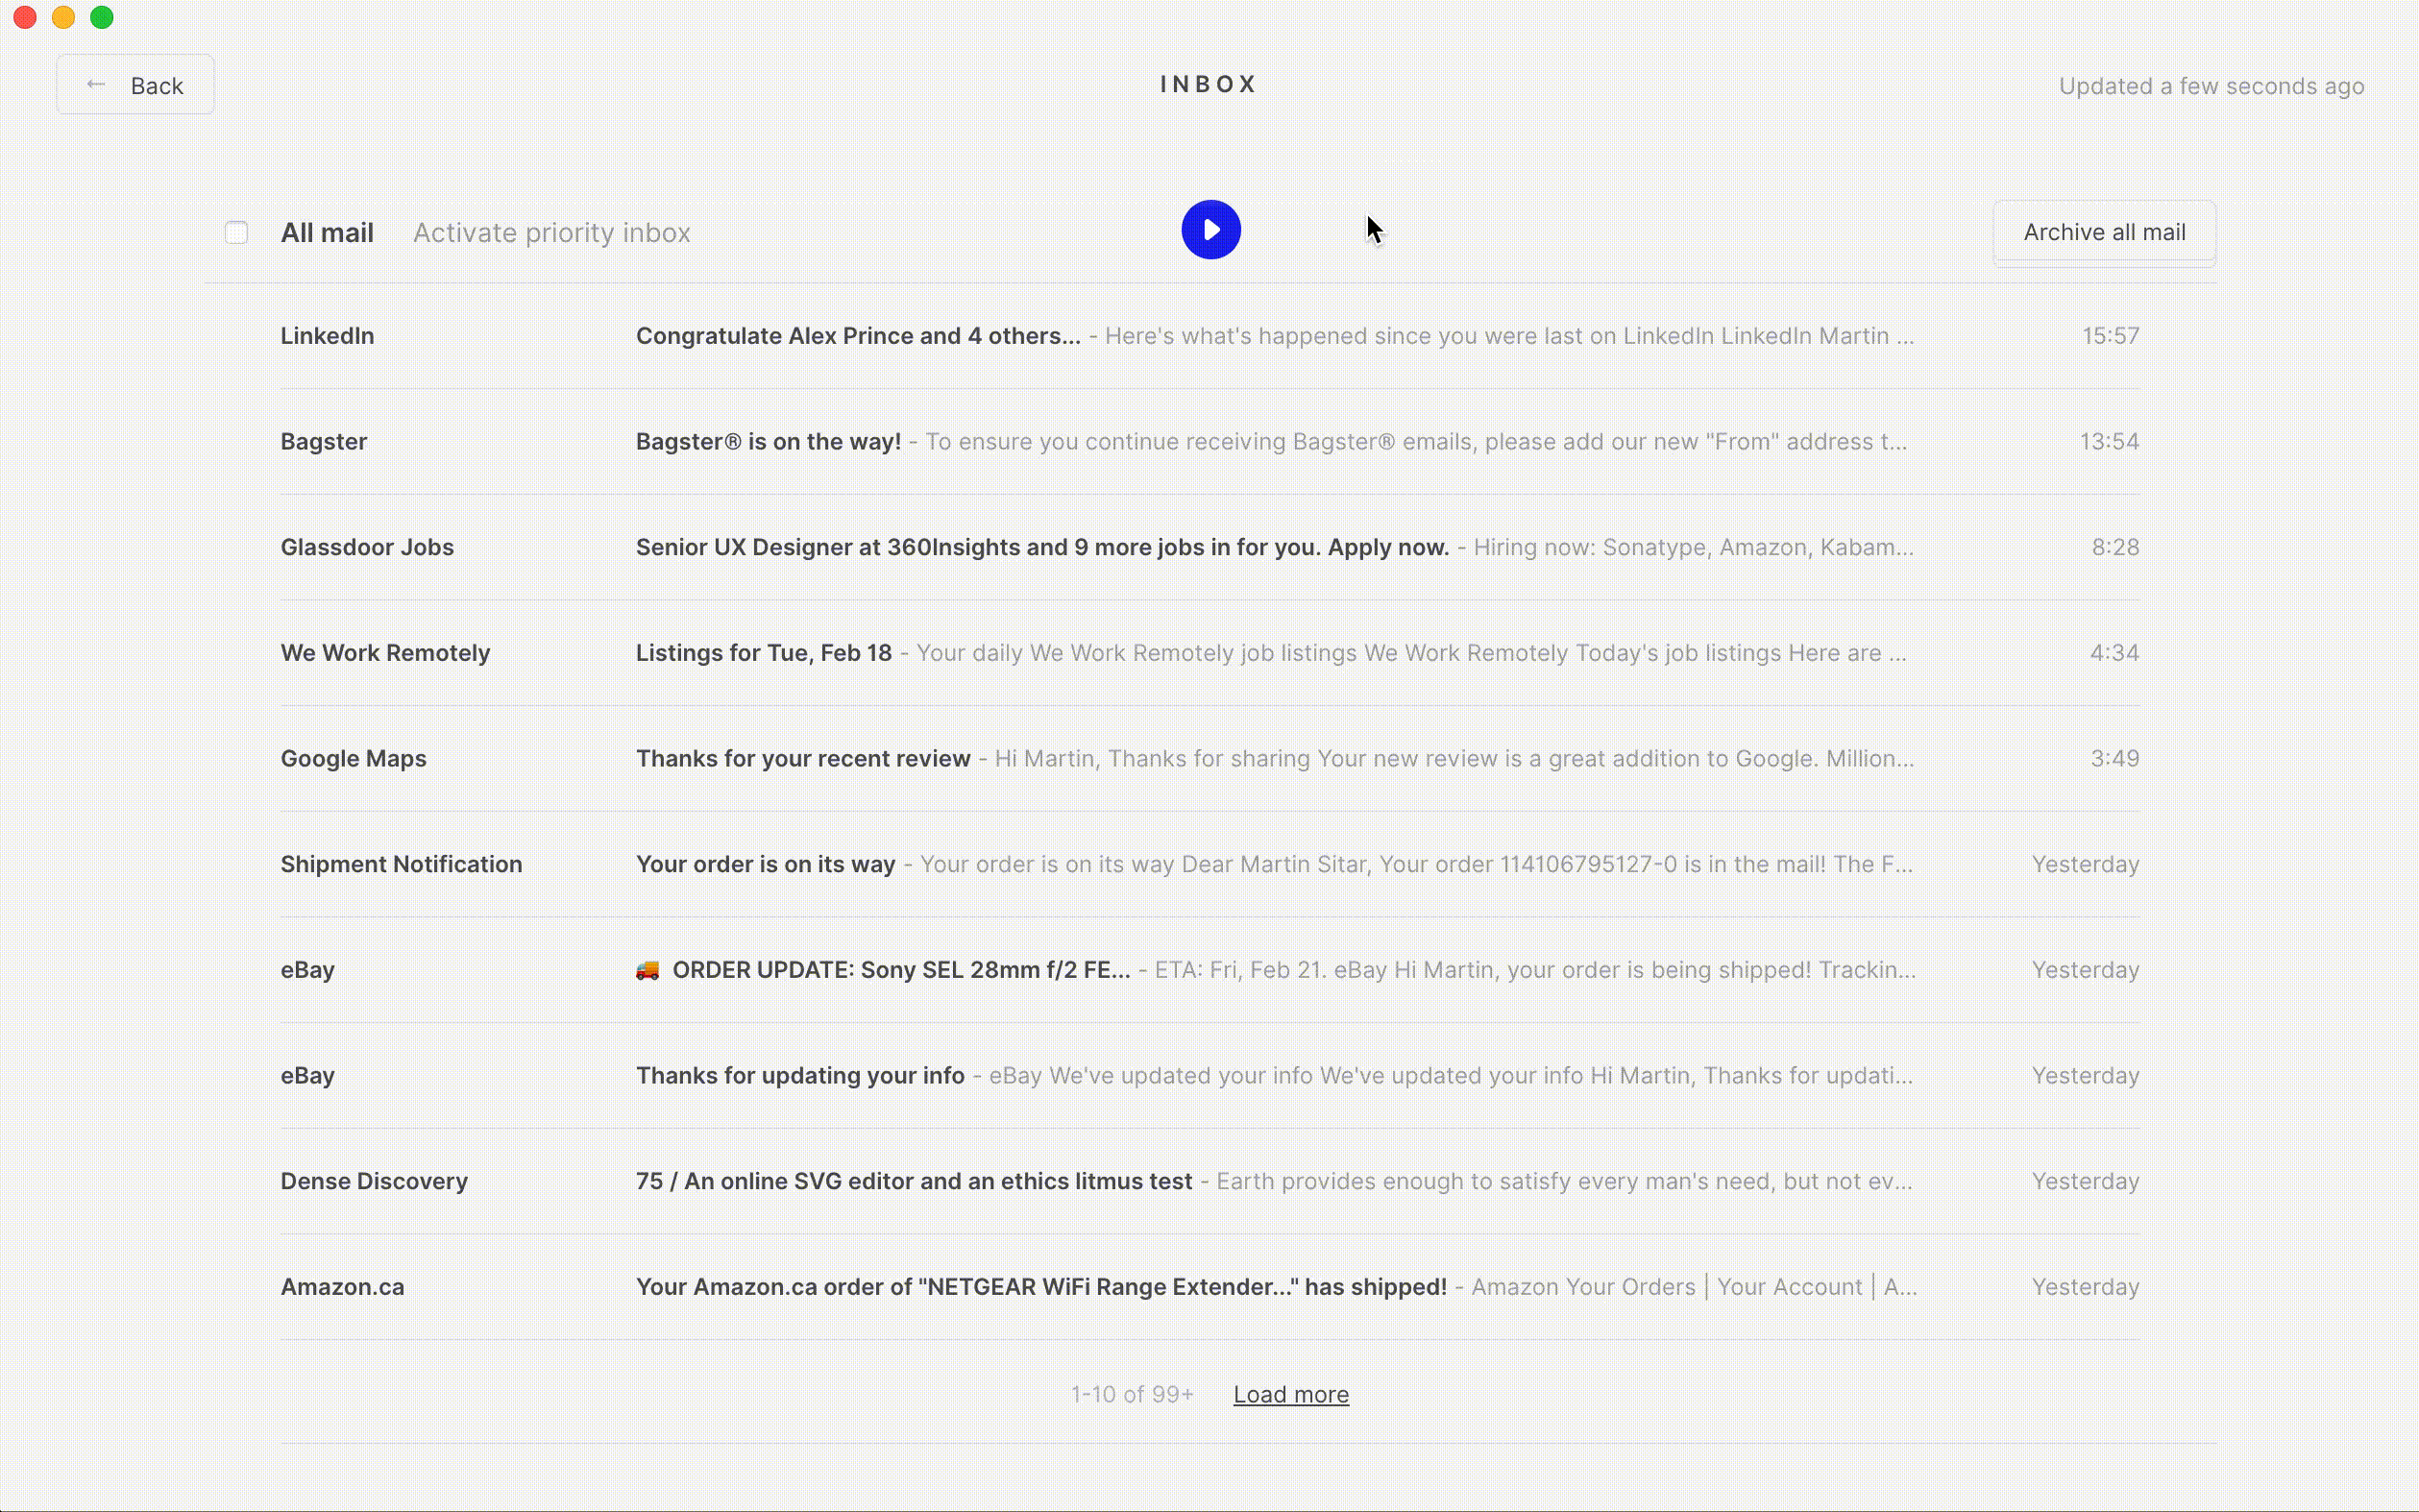 ← Back INBOX Updated a few seconds ago
All mail Activate priority inbox Archive all mail
LinkedIn Congratulate Alex Prince and 4 others... - Here's what's happened since you were last on LinkedIn LinkedIn Martin ... 15:57
Bagster Bagster® is on the way! - To ensure you continue receiving Bagster® emails, please add our new "From" address t... 13:54
Glassdoor Jobs Senior UX Designer at 360Insights and 9 more jobs in for you. Apply now. - Hiring now: Sonatype, Amazon, Kabam... 8:28
We Work Remotely Listings for Tue, Feb 18 - Your daily We Work Remotely job listings We Work Remotely Today's job listings Here are ... 4:34
Google Maps Thanks for your recent review - Hi Martin, Thanks for sharing Your new review is a great addition to Google. Million... 3:49
Shipment Notification Your order is on its way - Your order is on its way Dear Martin Sitar, Your order 114106795127-0 is in the mail! The F... Yesterday
eBay 🚚 ORDER UPDATE: Sony SEL 28mm f/2 FE... - ETA: Fri, Feb 21. eBay Hi Martin, your order is being shipped! Trackin... Yesterday
eBay Thanks for updating your info - eBay We've updated your info We've updated your info Hi Martin, Thanks for updati... Yesterday
Dense Discovery 75 / An online SVG editor and an ethics litmus test - Earth provides enough to satisfy every man's need, but not ev... Yesterday
Amazon.ca Your Amazon.ca order of "NETGEAR WiFi Range Extender..." has shipped! - Amazon Your Orders | Your Account | A... Yesterday
1-10 of 99+ Load more